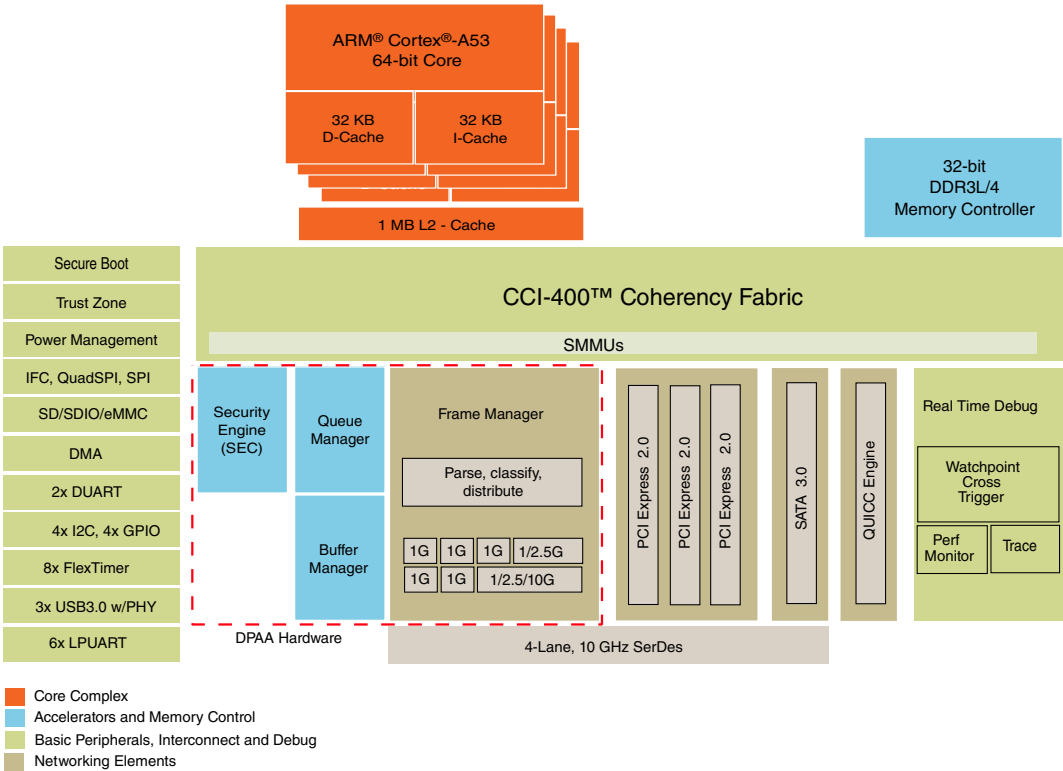 ARM® Cortex®-A53
64-bit Core
32 KB
D-Cache
32 KB
I-Cache
1 MB L2 - Cache
32-bit
DDR3L/4
Memory Controller
Secure Boot
Trust Zone
Power Management
IFC, QuadSPI, SPI
SD/SDIO/eMMC
DMA
2x DUART
4x I2C, 4x GPIO
8x FlexTimer
3x USB3.0 w/PHY
6x LPUART
CCI-400™ Coherency Fabric
SMMUs
Security
Engine
(SEC)
Queue
Manager
Buffer
Manager
Frame Manager
Parse, classify,
distribute
1G 1G 1G 1/2.5G
1G 1G 1/2.5/10G
DPAA Hardware
PCI Express 2.0
PCI Express 2.0
PCI Express 2.0
SATA 3.0
QUICC Engine
4-Lane, 10 GHz SerDes
Real Time Debug
Watchpoint
Cross
Trigger
Perf
Monitor
Trace
Core Complex
Accelerators and Memory Control
Basic Peripherals, Interconnect and Debug
Networking Elements